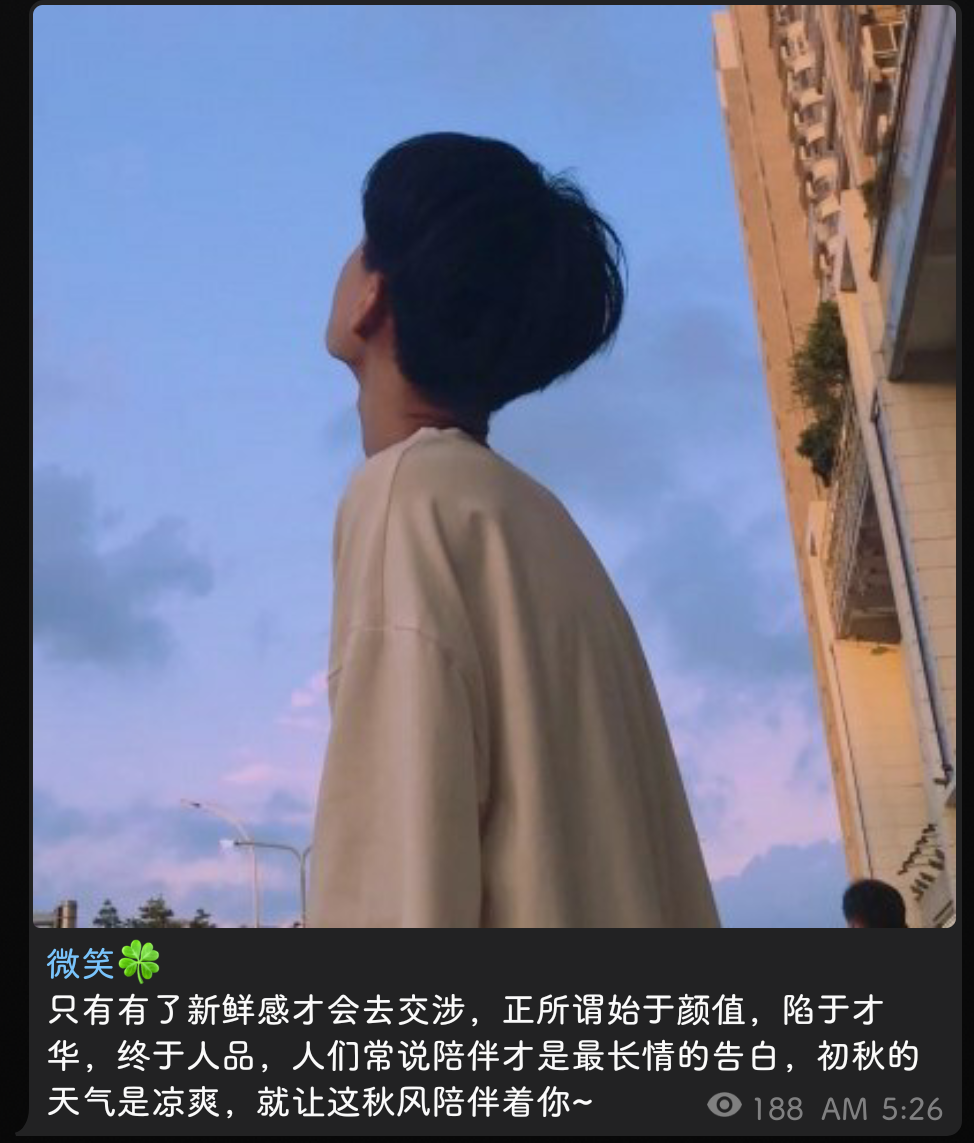 微笑🍀
只有有了新鲜感才会去交涉，正所谓始于颜值，陷于才
华，终于人品，人们常说陪伴才是最长情的告白，初秋的
天气是凉爽，就让这秋风陪伴着你~
188 AM 5:26